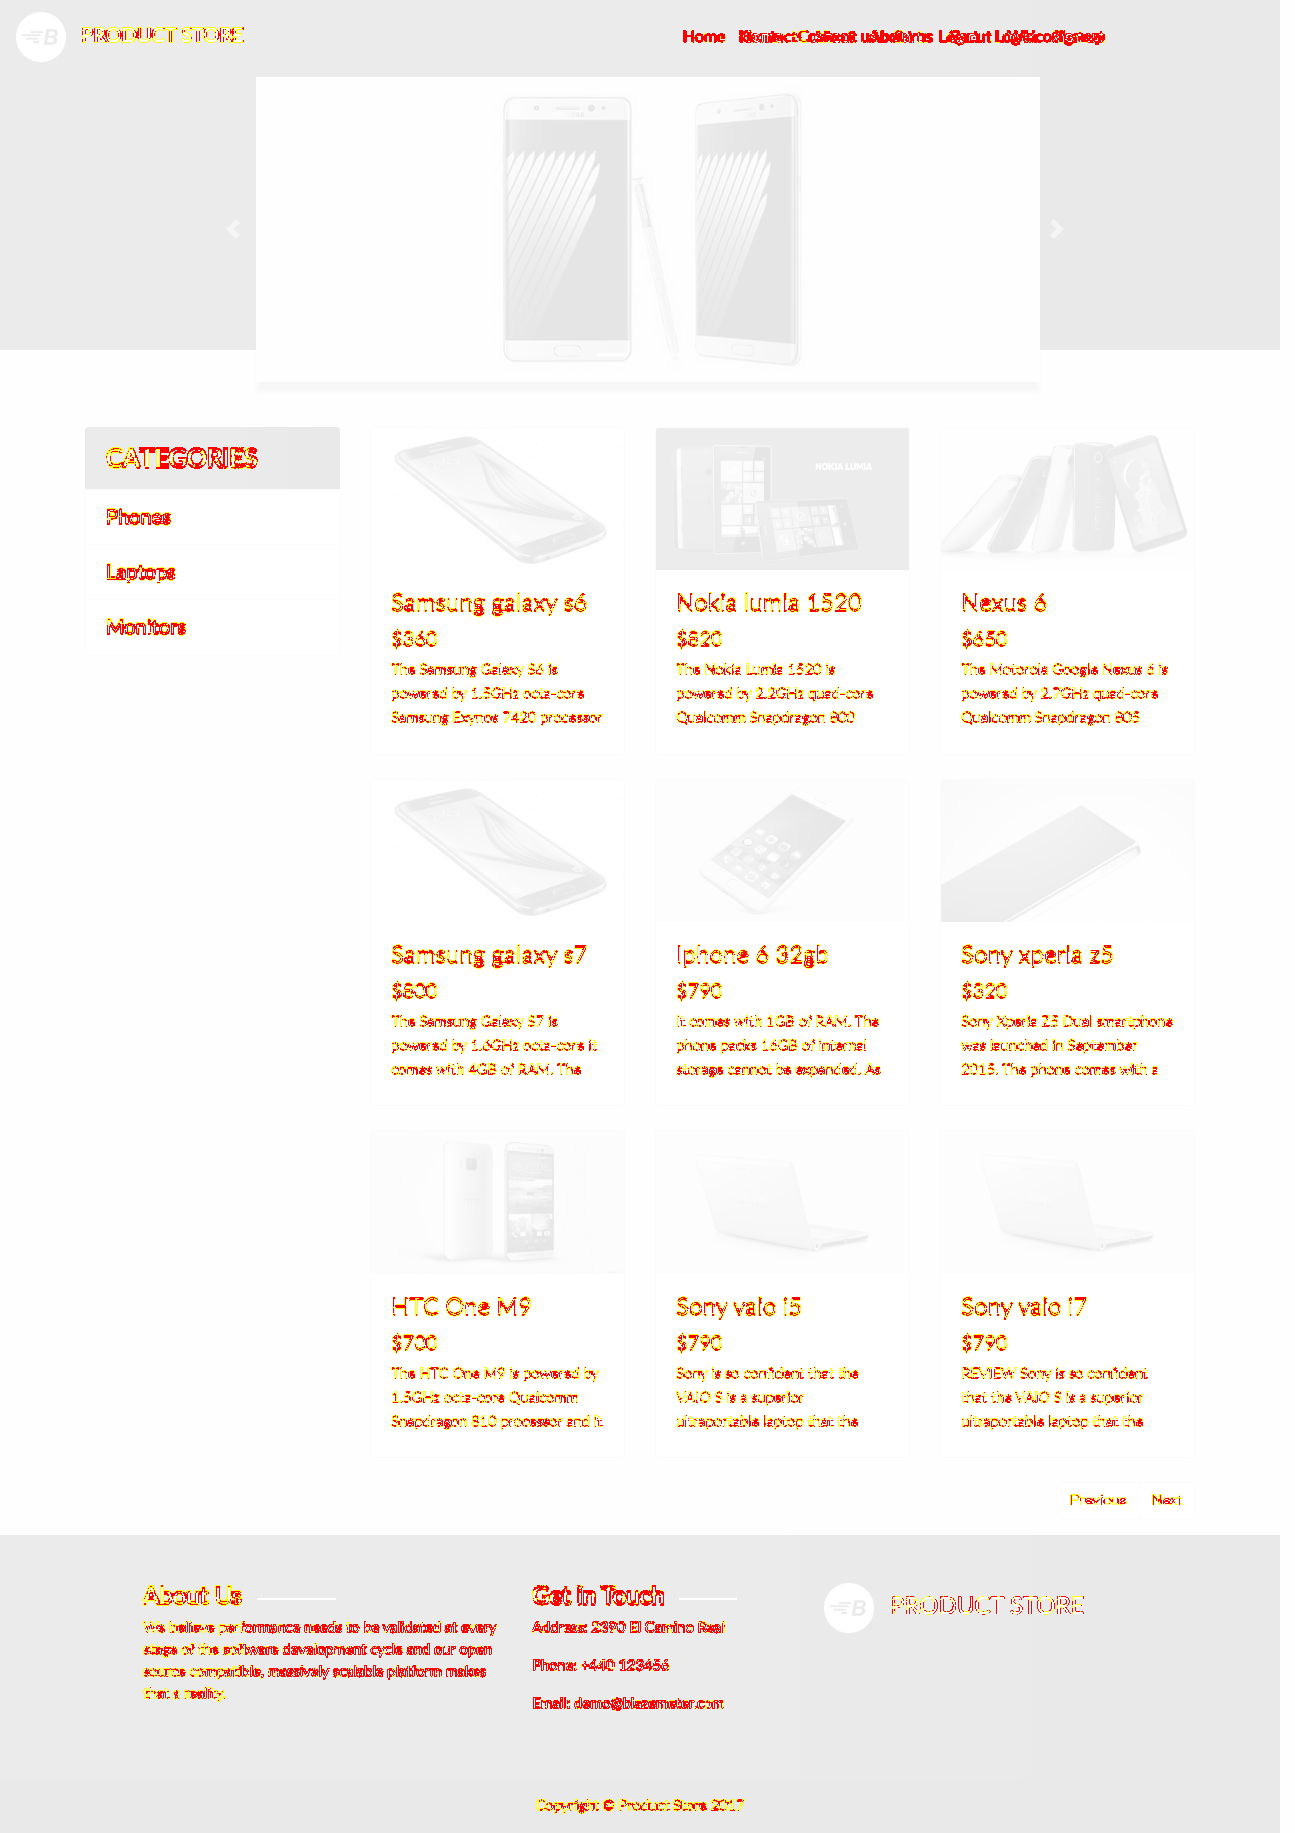 PRODUCT STORE
Home
CATEGORIES
Phones
Laptops
Monitors
NOKIA LUMIA
Samsung galaxy s6
$360
The Samsung Galaxy S6 is
powered by 1.5GHz octa-core
Samsung Exynos 7420 processor
Nokia lumia 1520
$820
The Nokia Lumia 1520 is
powered by 2.2GHz quad-core
Qualcomm Snapdragon 800
Nexus 6
$650
The Motorola Google Nexus 6 is
powered by 2.7GHz quad-core
Qualcomm Snapdragon 805
Samsung galaxy s7
$800
The Samsung Galaxy S7 is
powered by 1.6GHz octa-core it
comes with 4GB of RAM. The
Iphone 6 32gb
$790
It comes with 1GB of RAM. The
phone packs 16GB of internal
storage cannot be expanded. As
Sony xperia z5
$320
Sony Xperia Z5 Dual smartphone
was launched in September
2015. The phone comes with a
HTC One M9
$700
The HTC One M9 is powered by
1.5GHz octa-core Qualcomm
Snapdragon 810 processor and it
Sony vaio i5
$790
Sony is so confident that the
VAIO S is a superior
ultraportable laptop that the
Sony vaio i7
$790
REVIEW Sony is so confident
that the VAIO S is a superior
ultraportable laptop that the
Previous
Next
About Us
We believe performance needs to be validated at every
stage of the software development cycle and our open
source compatible, massively scalable platform makes
that a reality.
Get in Touch
Address: 2390 El Camino Real
Phone: +440 123456
Email: demo@blazemeter.com
PRODUCT STORE
Copyright © Product Store 2017